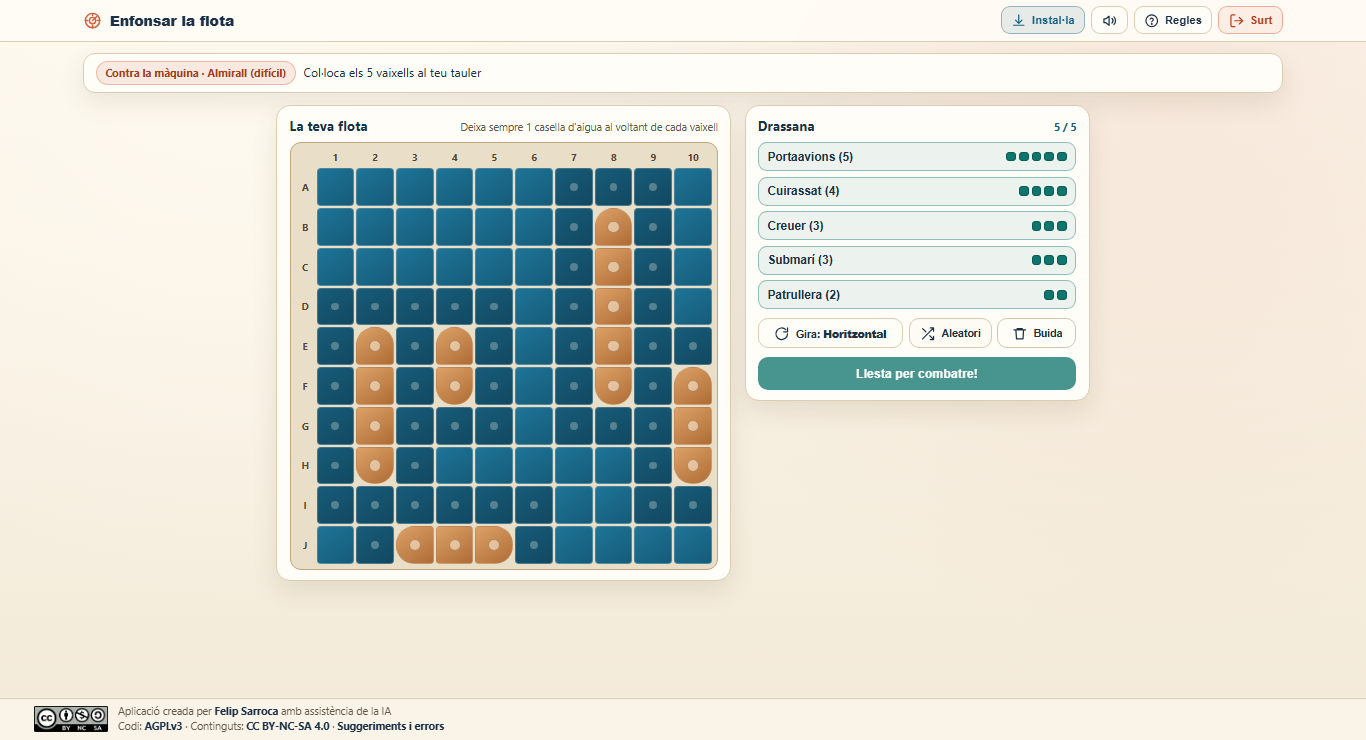 Enfonsar la flota
Instal·la
Regles
Surt
Contra la màquina · Almirall (difícil)
Col·loca els 5 vaixells al teu tauler
La teva flota
Deixa sempre 1 casella d'aigua al voltant de cada vaixell
1 2 3 4 5 6 7 8 9 10
A
B
C
D
E
F
G
H
I
J
Drassana
5 / 5
Portaavions (5)
Cuirassat (4)
Creuer (3)
Submarí (3)
Patrullera (2)
Gira: Horitzontal
Aleatori
Buida
Llesta per combatre!
cc BY NC SA
Aplicació creada per Felip Sarroca amb assistència de la IA
Codi: AGPLv3 · Continguts: CC BY-NC-SA 4.0 · Suggeriments i errors